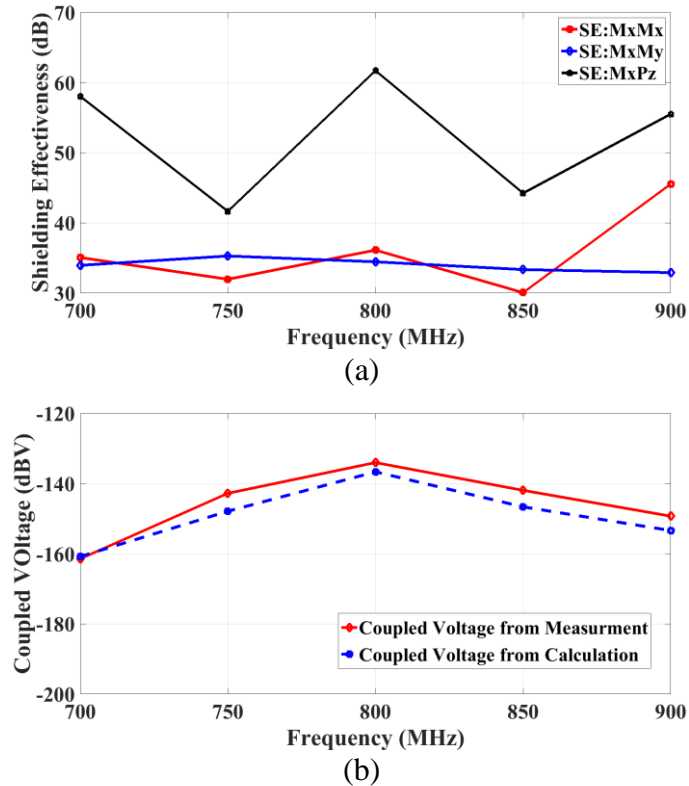 70
60
50
40
30
Shielding Effectiveness (dB)
SE:MxMx
SE:MxMy
SE:MxPz
700 750 800 850 900
Frequency (MHz)
(a)
-120
-140
-160
-180
-200
Coupled VOltage (dBV)
Coupled Voltage from Measurment
Coupled Voltage from Calculation
700 750 800 850 900
Frequency (MHz)
(b)